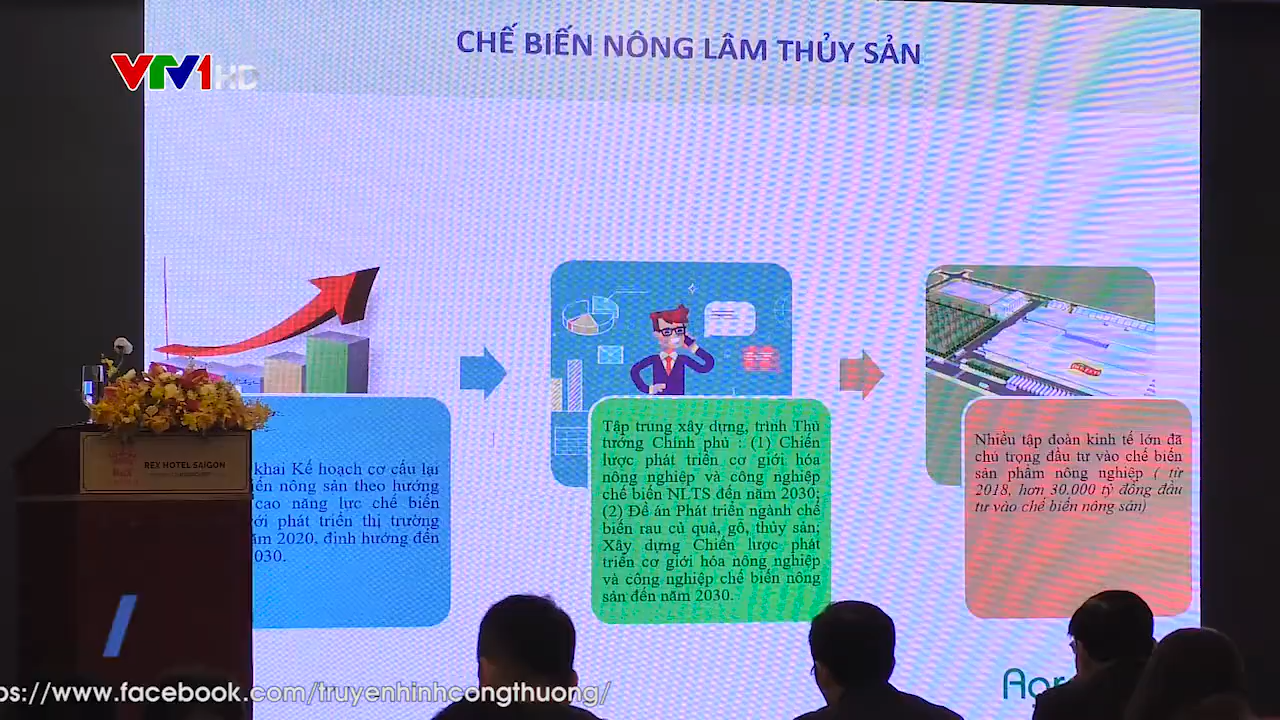 CHẾ BIẾN NÔNG LÂM THỦY SẢN
VTV1 HD
REX HOTEL SAIGON
khai Kế hoạch cơ cấu lại
nông sản theo hướng
cao năng lực chế biến
phát triển thị trường
2020, định hướng đến
Tập trung xây dựng, trình Thủ
tướng Chính phủ : (1) Chiến
lược phát triển cơ giới hóa
nông nghiệp và công nghiệp
chế biến NLTS đến năm 2030;
(2) Đề án Phát triển ngành chế
biến rau củ quả, gỗ, thủy sản;
Xây dựng Chiến lược phát
triển cơ giới hóa nông nghiệp
và công nghiệp chế biến nông
sản đến năm 2030.
Nhiều tập đoàn kinh tế lớn đã
chú trọng đầu tư vào chế biến
sản phẩm nông nghiệp ( từ
2018, hơn 30.000 tỷ đồng đầu
tư vào chế biến nông sản)
ps://www.facebook.com/truyenhinhcongthuong/